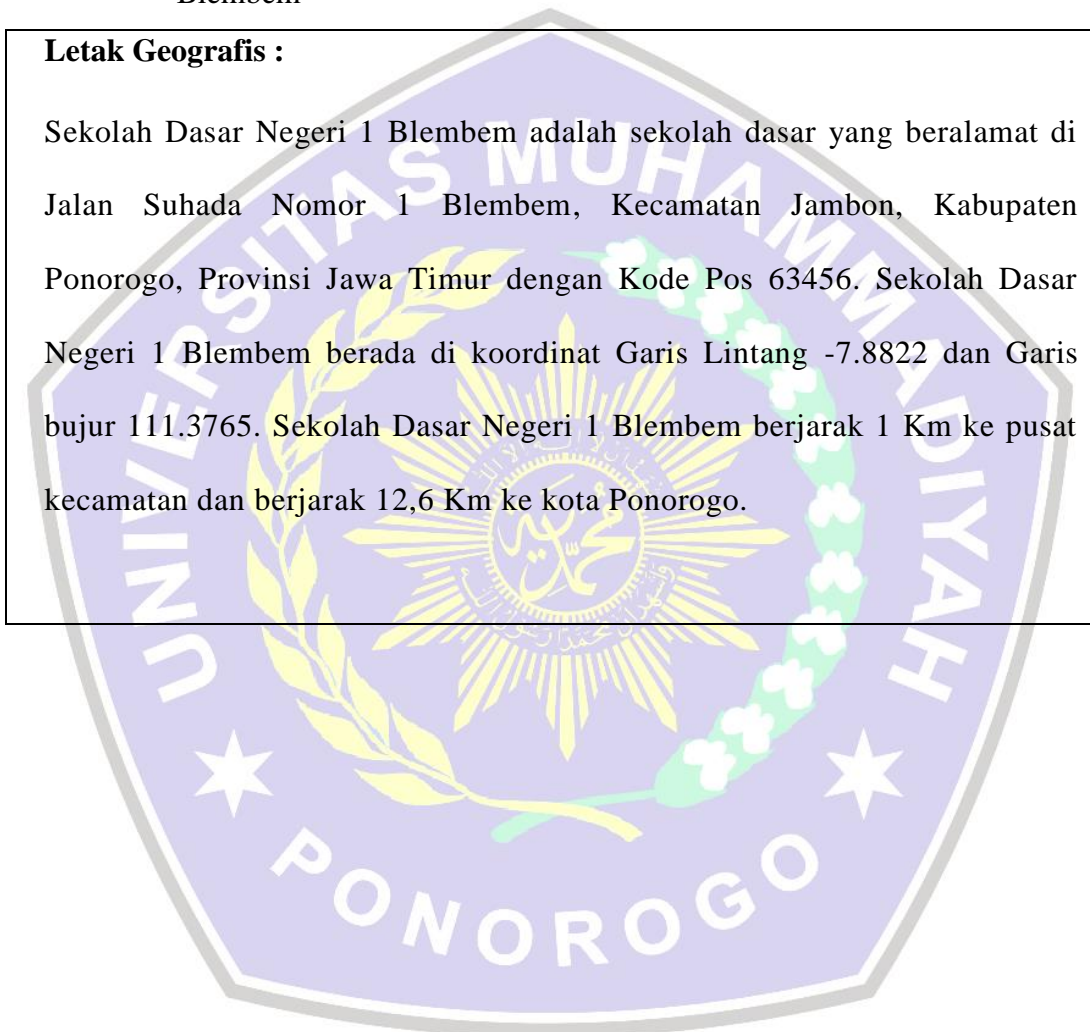 Blembem
Letak Geografis :
Sekolah Dasar Negeri 1 Blembem adalah sekolah dasar yang beralamat di
Jalan Suhada Nomor 1 Blembem, Kecamatan Jambon, Kabupaten
Ponorogo, Provinsi Jawa Timur dengan Kode Pos 63456. Sekolah Dasar
Negeri 1 Blembem berada di koordinat Garis Lintang -7.8822 dan Garis
bujur 111.3765. Sekolah Dasar Negeri 1 Blembem berjarak 1 Km ke pusat
kecamatan dan berjarak 12,6 Km ke kota Ponorogo.
UNIVERSITAS MUHAMMADIYAH
PONOROGO
محمدية